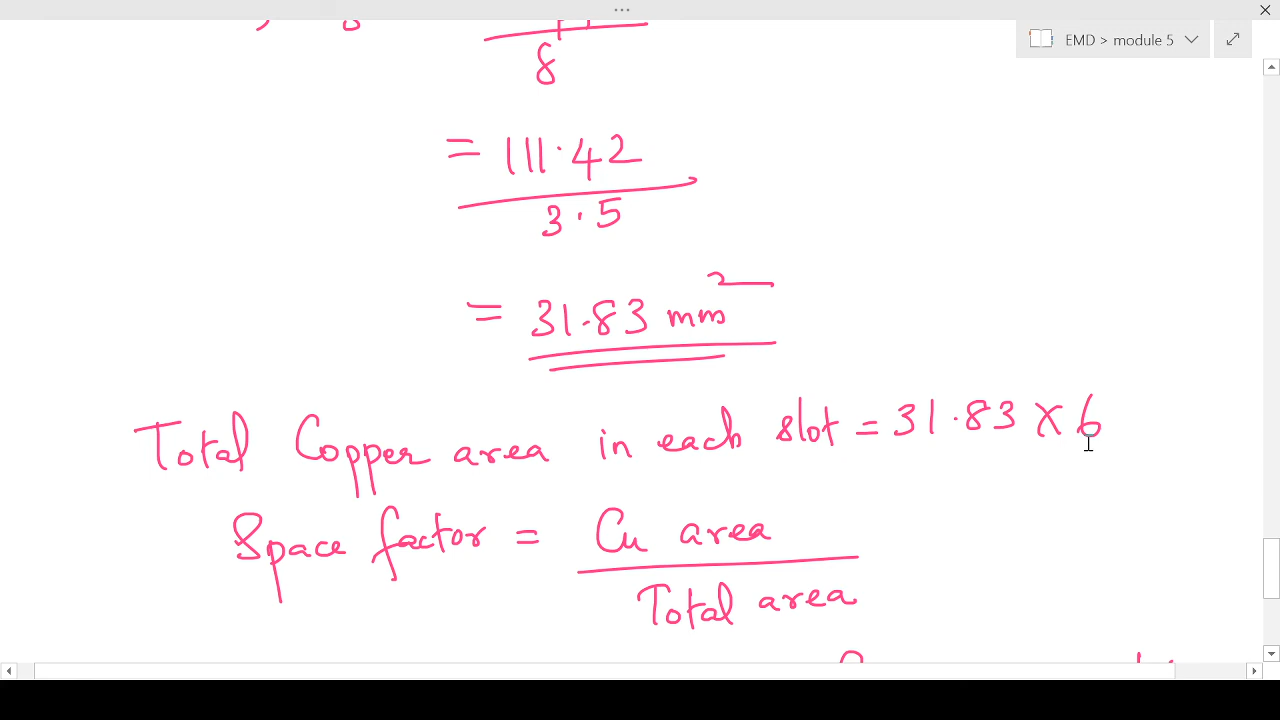 EMD > module 5
8
= 111.42
3.5
= 31.83 mm²
Total Copper area in each slot = 31.83 × 6
Space factor = Cu area
Total area